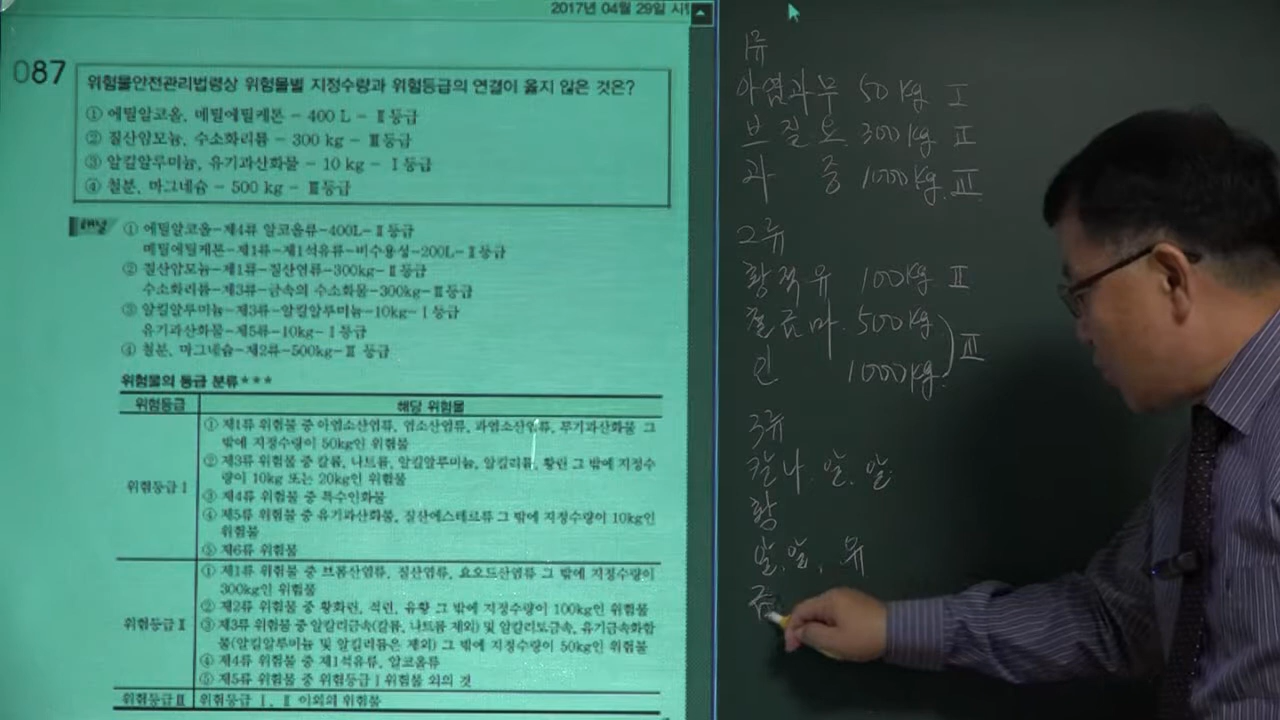 2017년 04월 29일 시
087
위험물안전관리법령상 위험물별 지정수량과 위험등급의 연결이 옳지 않은 것은?
① 에틸알코올, 메틸에틸케톤 - 400 L - Ⅱ등급
② 질산암모늄, 수소화리튬 - 300 kg - Ⅲ등급
③ 알킬알루미늄, 유기과산화물 - 10 kg - Ⅰ등급
④ 철분, 마그네슘 - 500 kg - Ⅲ등급
해설
① 에틸알코올-제4류 알코올류-400L-Ⅱ등급
메틸에틸케톤-제1류-제1석유류-비수용성-200L-Ⅱ등급
② 질산암모늄-제1류-질산염류-300kg-Ⅱ등급
수소화리튬-제3류-금속의 수소화물-300kg-Ⅲ등급
③ 알킬알루미늄-제3류-알킬알루미늄-10kg-Ⅰ등급
유기과산화물-제5류-10kg-Ⅰ등급
④ 철분, 마그네슘-제2류-500kg-Ⅲ 등급
위험물의 등급 분류★★★
위험등급 해당 위험물
위험등급Ⅰ
① 제1류 위험물 중 아염소산염류, 염소산염류, 과염소산염류, 무기과산화물 그
밖에 지정수량이 50kg인 위험물
② 제3류 위험물 중 칼륨, 나트륨, 알킬알루미늄, 알킬리튬, 황린 그 밖에 지정수
량이 10kg 또는 20kg인 위험물
③ 제4류 위험물 중 특수인화물
④ 제5류 위험물 중 유기과산화물, 질산에스테르류 그 밖에 지정수량이 10kg인
위험물
⑤ 제6류 위험물
위험등급Ⅱ
① 제1류 위험물 중 브롬산염류, 질산염류, 요오드산염류 그 밖에 지정수량이
300kg인 위험물
② 제2류 위험물 중 황화린, 적린, 유황 그 밖에 지정수량이 100kg인 위험물
③ 제3류 위험물 중 알칼리금속(칼륨, 나트륨 제외) 및 알칼리토금속, 유기금속화합
물(알킬알루미늄 및 알킬리튬은 제외) 그 밖에 지정수량이 50kg인 위험물
④ 제4류 위험물 중 제1석유류, 알코올류
⑤ 제5류 위험물 중 위험등급Ⅰ위험물 외의 것
위험등급Ⅲ 위험등급 Ⅰ, Ⅱ 이외의 위험물
1류
아염과무 50kg Ⅰ
브질요 300kg Ⅱ
과 중 1000kg Ⅲ
2류
황적유 100kg Ⅱ
철금마 500kg
인 1000kg
Ⅲ
3류
칼나. 알. 알
황
알.알. 유